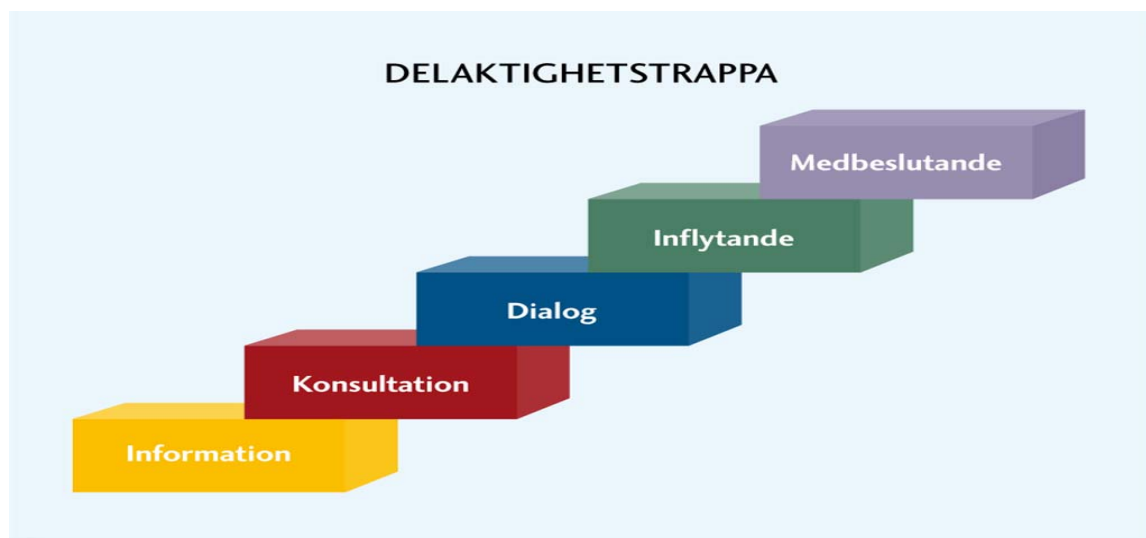 DELAKTIGHETSTRAPPA
Medbeslutande
Inflytande
Dialog
Konsultation
Information